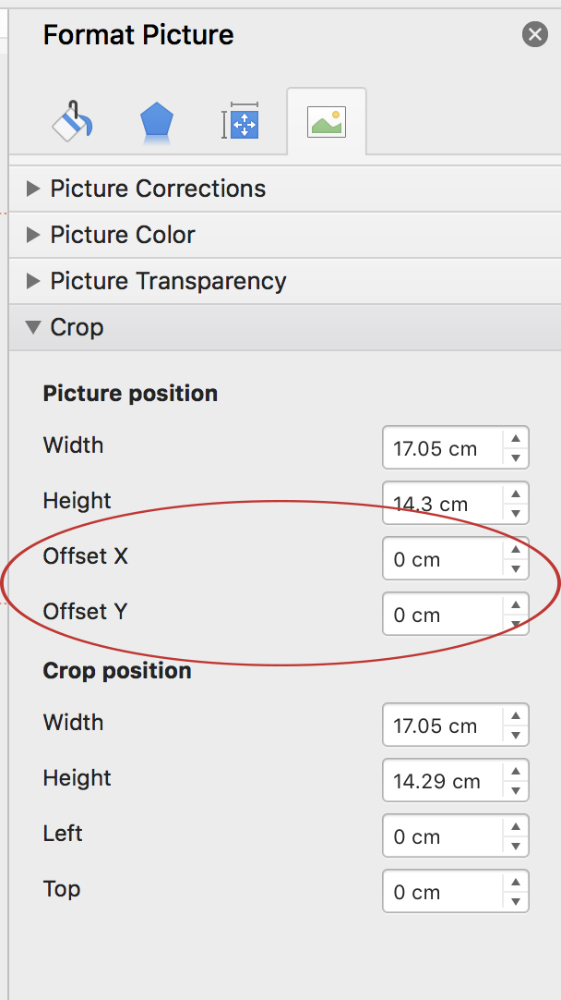 Format Picture
Picture Corrections
Picture Color
Picture Transparency
Crop
Picture position
Width 17.05 cm
Height 14.3 cm
Offset X 0 cm
Offset Y 0 cm
Crop position
Width 17.05 cm
Height 14.29 cm
Left 0 cm
Top 0 cm